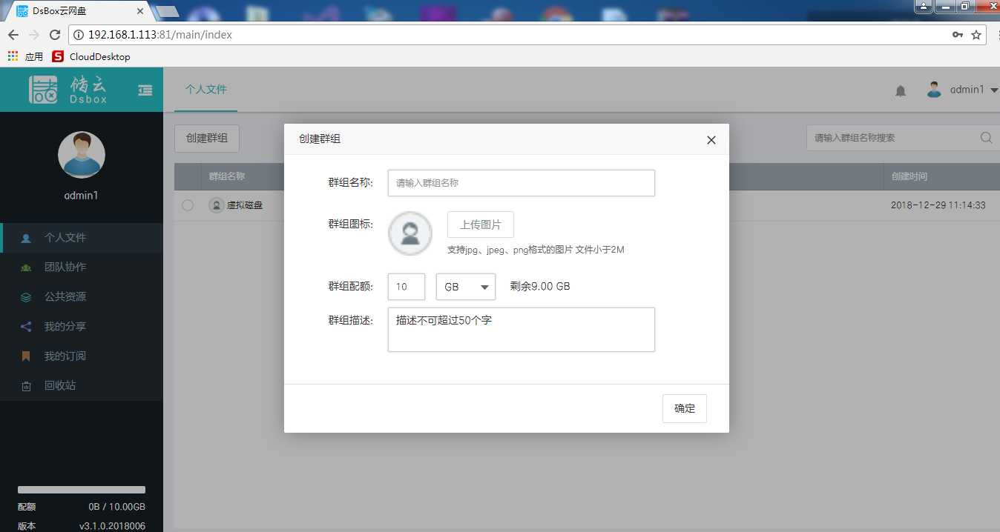 DsBox云网盘
192.168.1.113:81/main/index
应用
CloudDesktop
储云
Dsbox
个人文件
admin1
admin1
个人文件
团队协作
公共资源
我的分享
我的订阅
回收站
配额 0B / 10.00GB
版本 v3.1.0.2018006
创建群组
请输入群组名称搜索
群组名称
创建时间
虚拟磁盘
2018-12-29 11:14:33
创建群组
群组名称:
请输入群组名称
群组图标:
上传图片
支持jpg、jpeg、png格式的图片 文件小于2M
群组配额:
10
GB
剩余9.00 GB
群组描述:
描述不可超过50个字
确定